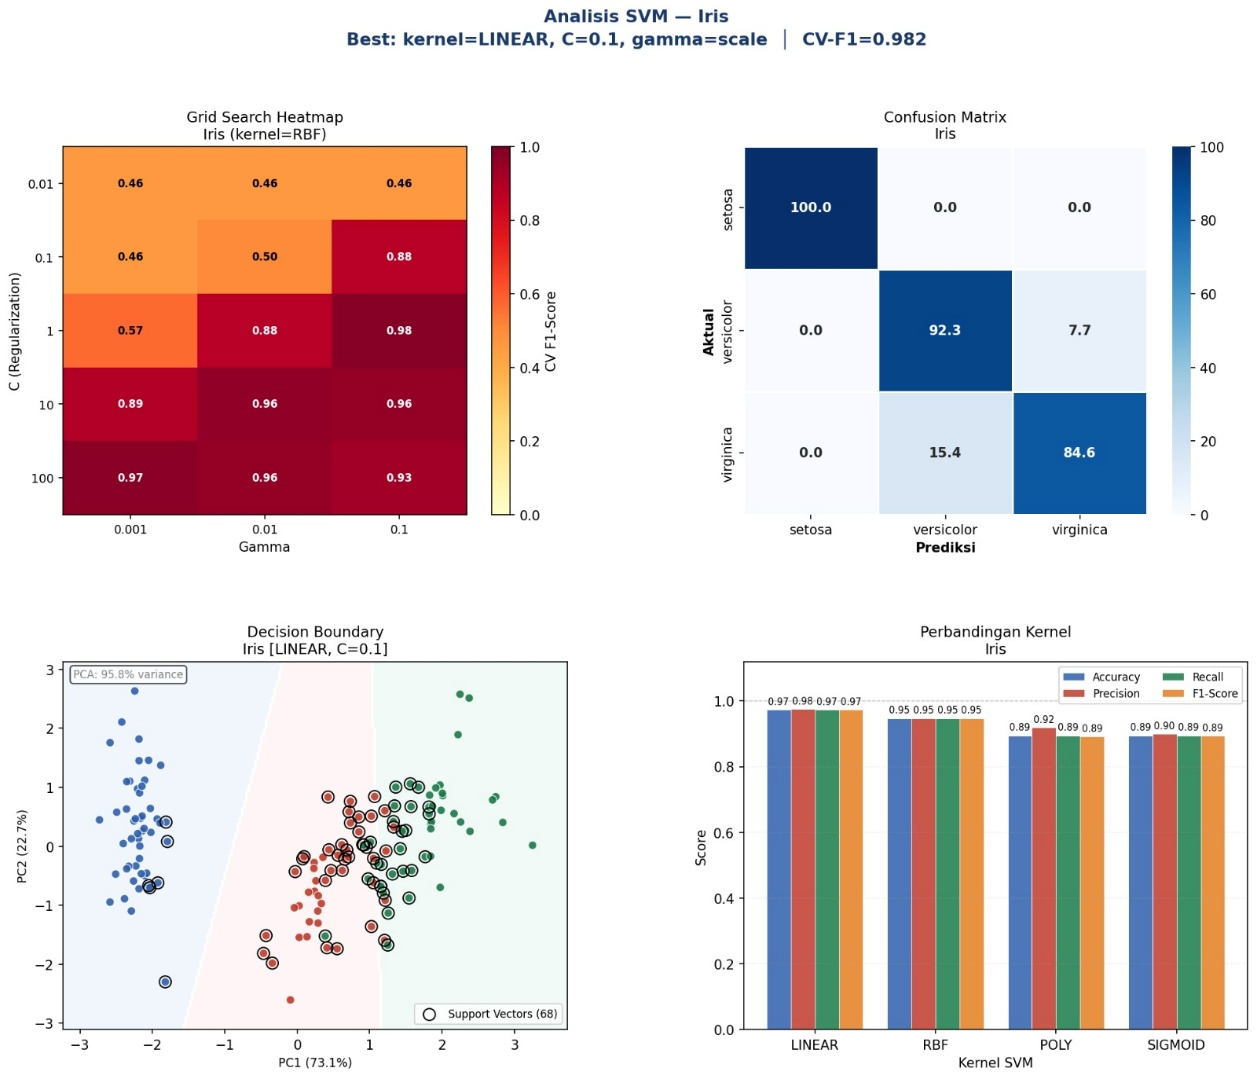 Analisis SVM — Iris
Best: kernel=LINEAR, C=0.1, gamma=scale | CV-F1=0.982
Grid Search Heatmap
Iris (kernel=RBF)
C (Regularization)
0.01
0.46 0.46 0.46
0.1
0.46 0.50 0.88
1
0.57 0.88 0.98
10
0.89 0.96 0.96
100
0.97 0.96 0.93
0.001 0.01 0.1
Gamma
1.0
0.8
0.6
0.4
0.2
0.0
CV F1-Score
Confusion Matrix
Iris
Aktual
setosa
100.0 0.0 0.0
versicolor
0.0 92.3 7.7
virginica
0.0 15.4 84.6
setosa versicolor virginica
Prediksi
100
80
60
40
20
0
Decision Boundary
Iris [LINEAR, C=0.1]
PCA: 95.8% variance
PC2 (22.7%)
3
2
1
0
−1
−2
−3
Support Vectors (68)
−3 −2 −1 0 1 2 3
PC1 (73.1%)
Perbandingan Kernel
Iris
Accuracy Recall
Precision F1-Score
Score
1.0
0.8
0.6
0.4
0.2
0.0
0.97 0.98 0.97 0.97
0.95 0.95 0.95 0.95
0.89 0.92 0.89 0.89
0.89 0.90 0.89 0.89
LINEAR RBF POLY SIGMOID
Kernel SVM